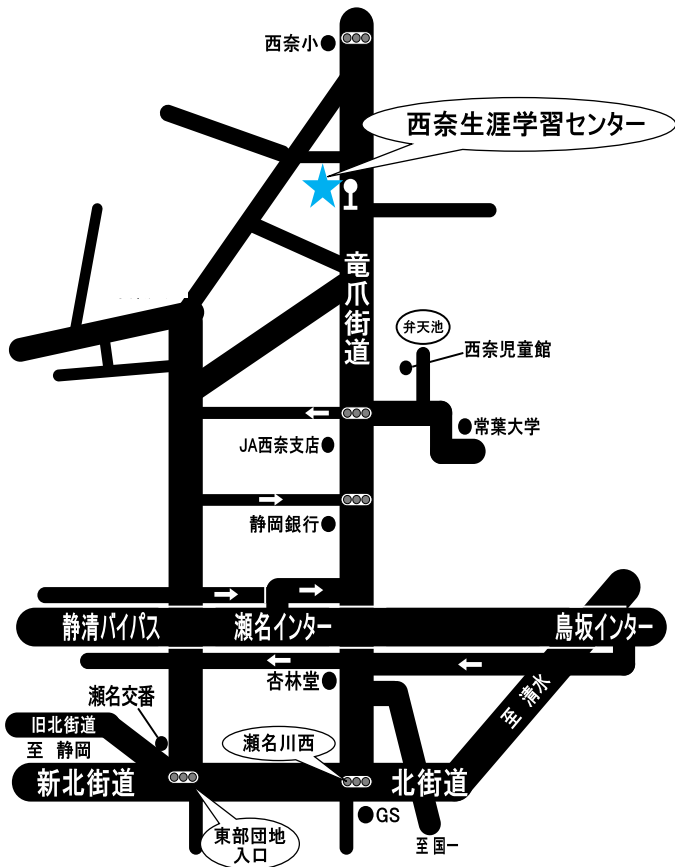 西奈小
西奈生涯学習センター
竜爪街道
弁天池
西奈児童館
常葉大学
JA西奈支店
静岡銀行
静清バイパス
瀬名インター
鳥坂インター
杏林堂
至 清水
瀬名交番
旧北街道
至 静岡
瀬名川西
新北街道
北街道
GS
東部団地
入口
至 国一